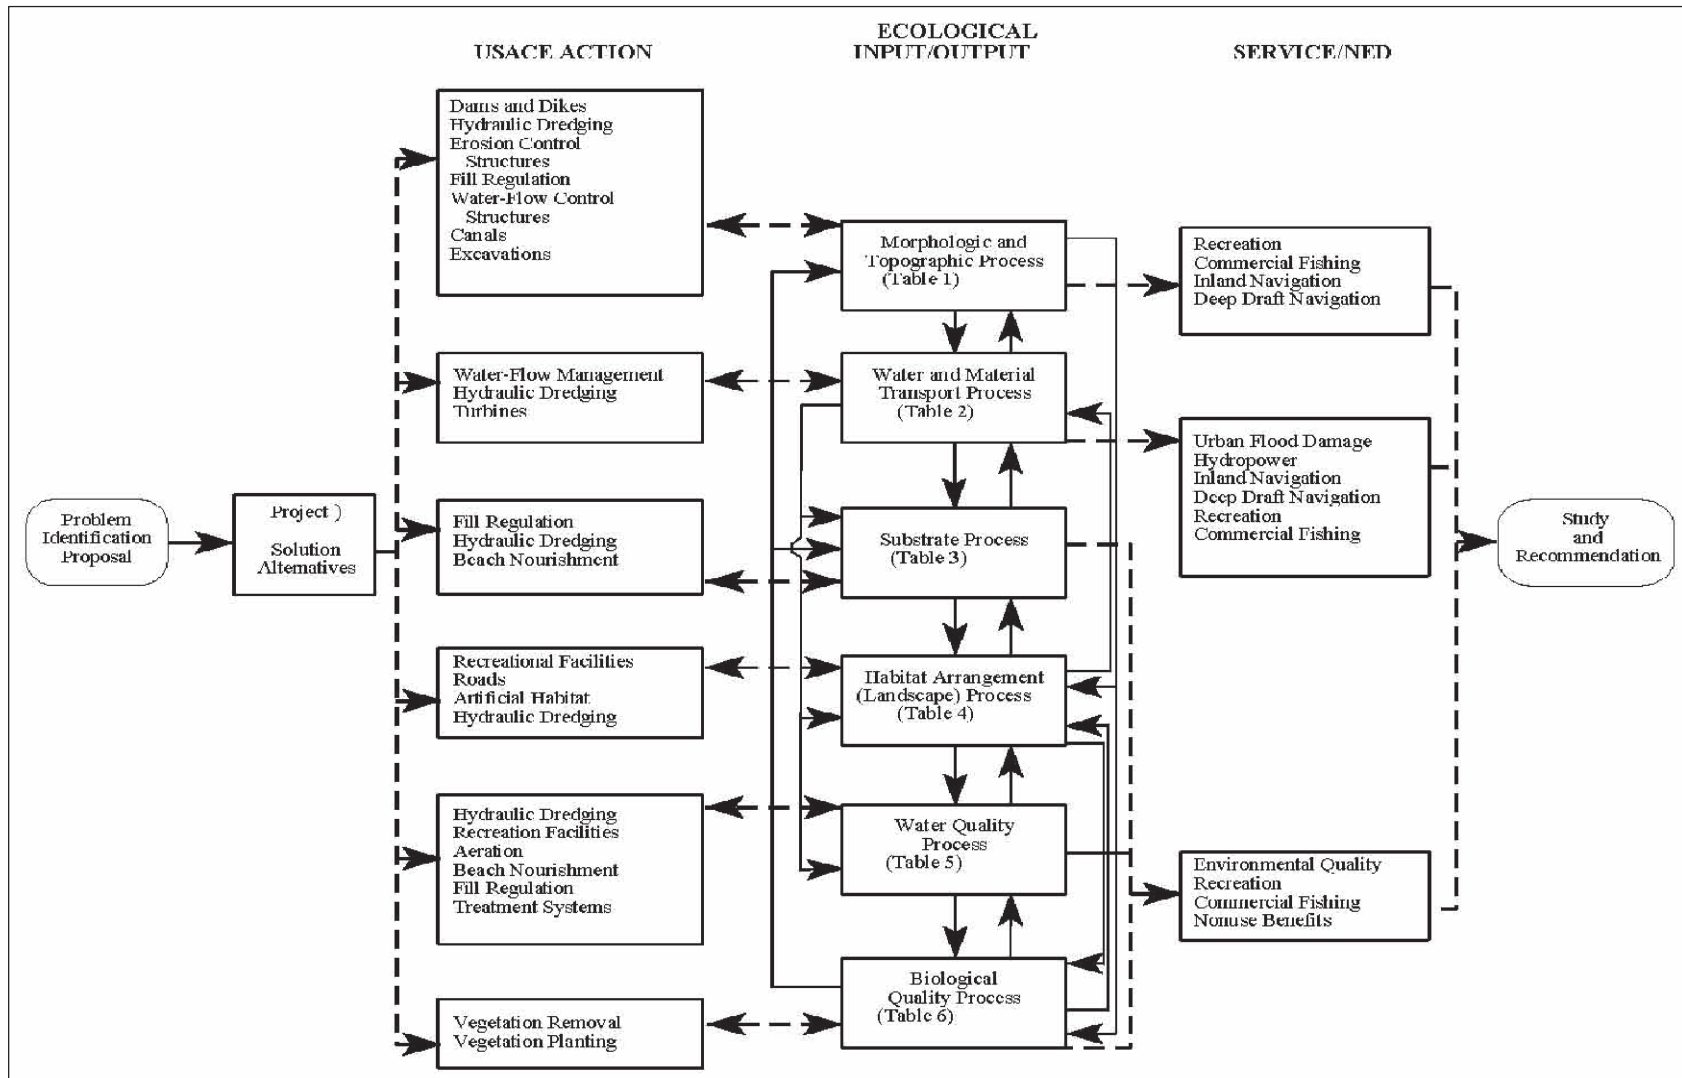 USACE ACTION
ECOLOGICAL
INPUT/OUTPUT
SERVICE/NED
Problem
Identification
Proposal
Project )
Solution
Alternatives
Dams and Dikes
Hydraulic Dredging
Erosion Control
Structures
Fill Regulation
Water-Flow Control
Structures
Canals
Excavations
Water-Flow Management
Hydraulic Dredging
Turbines
Fill Regulation
Hydraulic Dredging
Beach Nourishment
Recreational Facilities
Roads
Artificial Habitat
Hydraulic Dredging
Hydraulic Dredging
Recreation Facilities
Aeration
Beach Nourishment
Fill Regulation
Treatment Systems
Vegetation Removal
Vegetation Planting
Morphologic and
Topographic Process
(Table 1)
Water and Material
Transport Process
(Table 2)
Substrate Process
(Table 3)
Habitat Arrangement
(Landscape) Process
(Table 4)
Water Quality
Process
(Table 5)
Biological
Quality Process
(Table 6)
Recreation
Commercial Fishing
Inland Navigation
Deep Draft Navigation
Urban Flood Damage
Hydropower
Inland Navigation
Deep Draft Navigation
Recreation
Commercial Fishing
Environmental Quality
Recreation
Commercial Fishing
Nonuse Benefits
Study
and
Recommendation